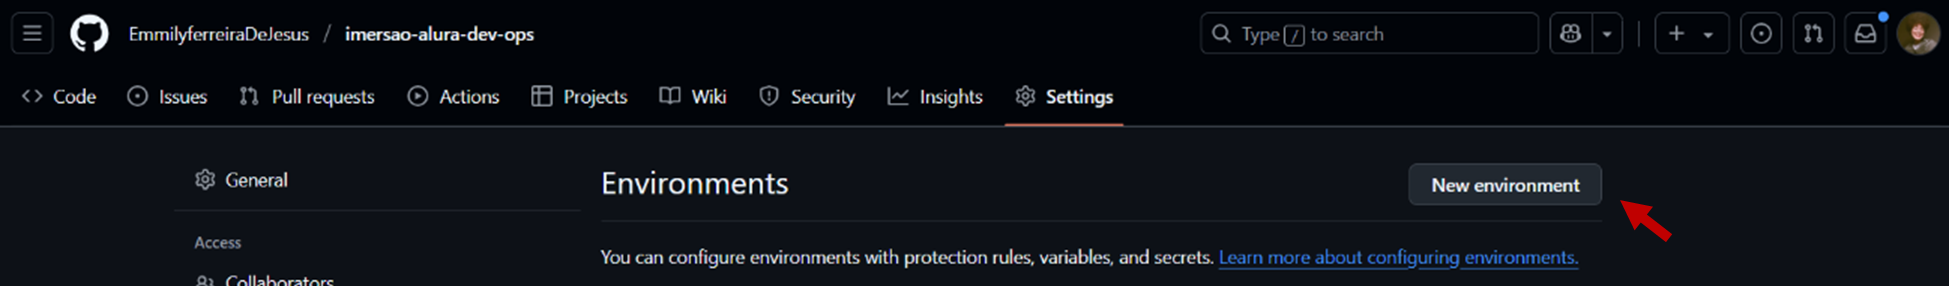 EmmilyferreiraDeJesus / imersao-alura-dev-ops
Type / to search
Code Issues Pull requests Actions Projects Wiki Security Insights Settings
General
Environments
New environment
Access
You can configure environments with protection rules, variables, and secrets. Learn more about configuring environments.
Collaborators